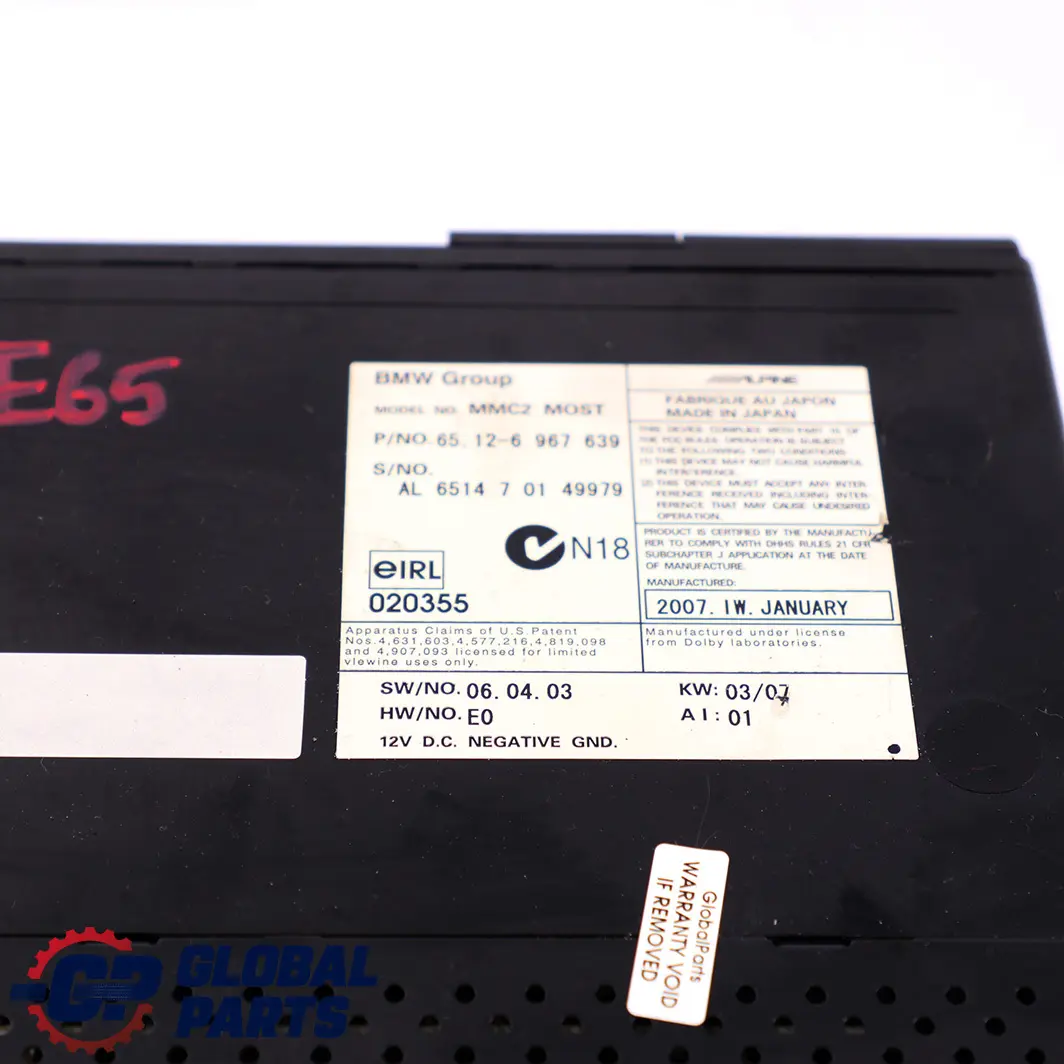 E65
BMW Group
MODEL NO. MMC2 MOST
P/NO. 65. 12-6 967 639
S/NO.
AL 6514 7 01 49979
N18
eIRL
020355
Apparatus Claims of U.S. Patent
Nos. 4,631,603, 4,577,216, 4,819,098
and 4,907,093 licensed for limited
viewine uses only.
ALPINE
FABRIQUE AU JAPON
MADE IN JAPAN
THIS DEVICE COMPLIES WITH PART 15 OF
THE FCC RULES. OPERATION IS SUBJECT
TO THE FOLLOWING TWO CONDITIONS.
(1) THIS DEVICE MAY NOT CAUSE HARMFUL
INTERFERENCE.
(2) THIS DEVICE MUST ACCEPT ANY INTER-
FERENCE RECEIVED INCLUDING INTER-
FERENCE THAT MAY CAUSE UNDESIRED
OPERATION.
PRODUCT IS CERTIFIED BY THE MANUFACTU-
RER TO COMPLY WITH DHHS RULES 21 CFR
SUBCHAPTER J APPLICATION AT THE DATE
OF MANUFACTURE.
MANUFACTURED:
2007. IW. JANUARY
Manufactured under license
from Dolby laboratories.
SW/NO. 06. 04. 03
KW: 03/07
HW/NO. E0
AI: 01
12V D.C. NEGATIVE GND.
GlobalParts
WARRANTY VOID
IF REMOVED
GP GLOBAL
PARTS